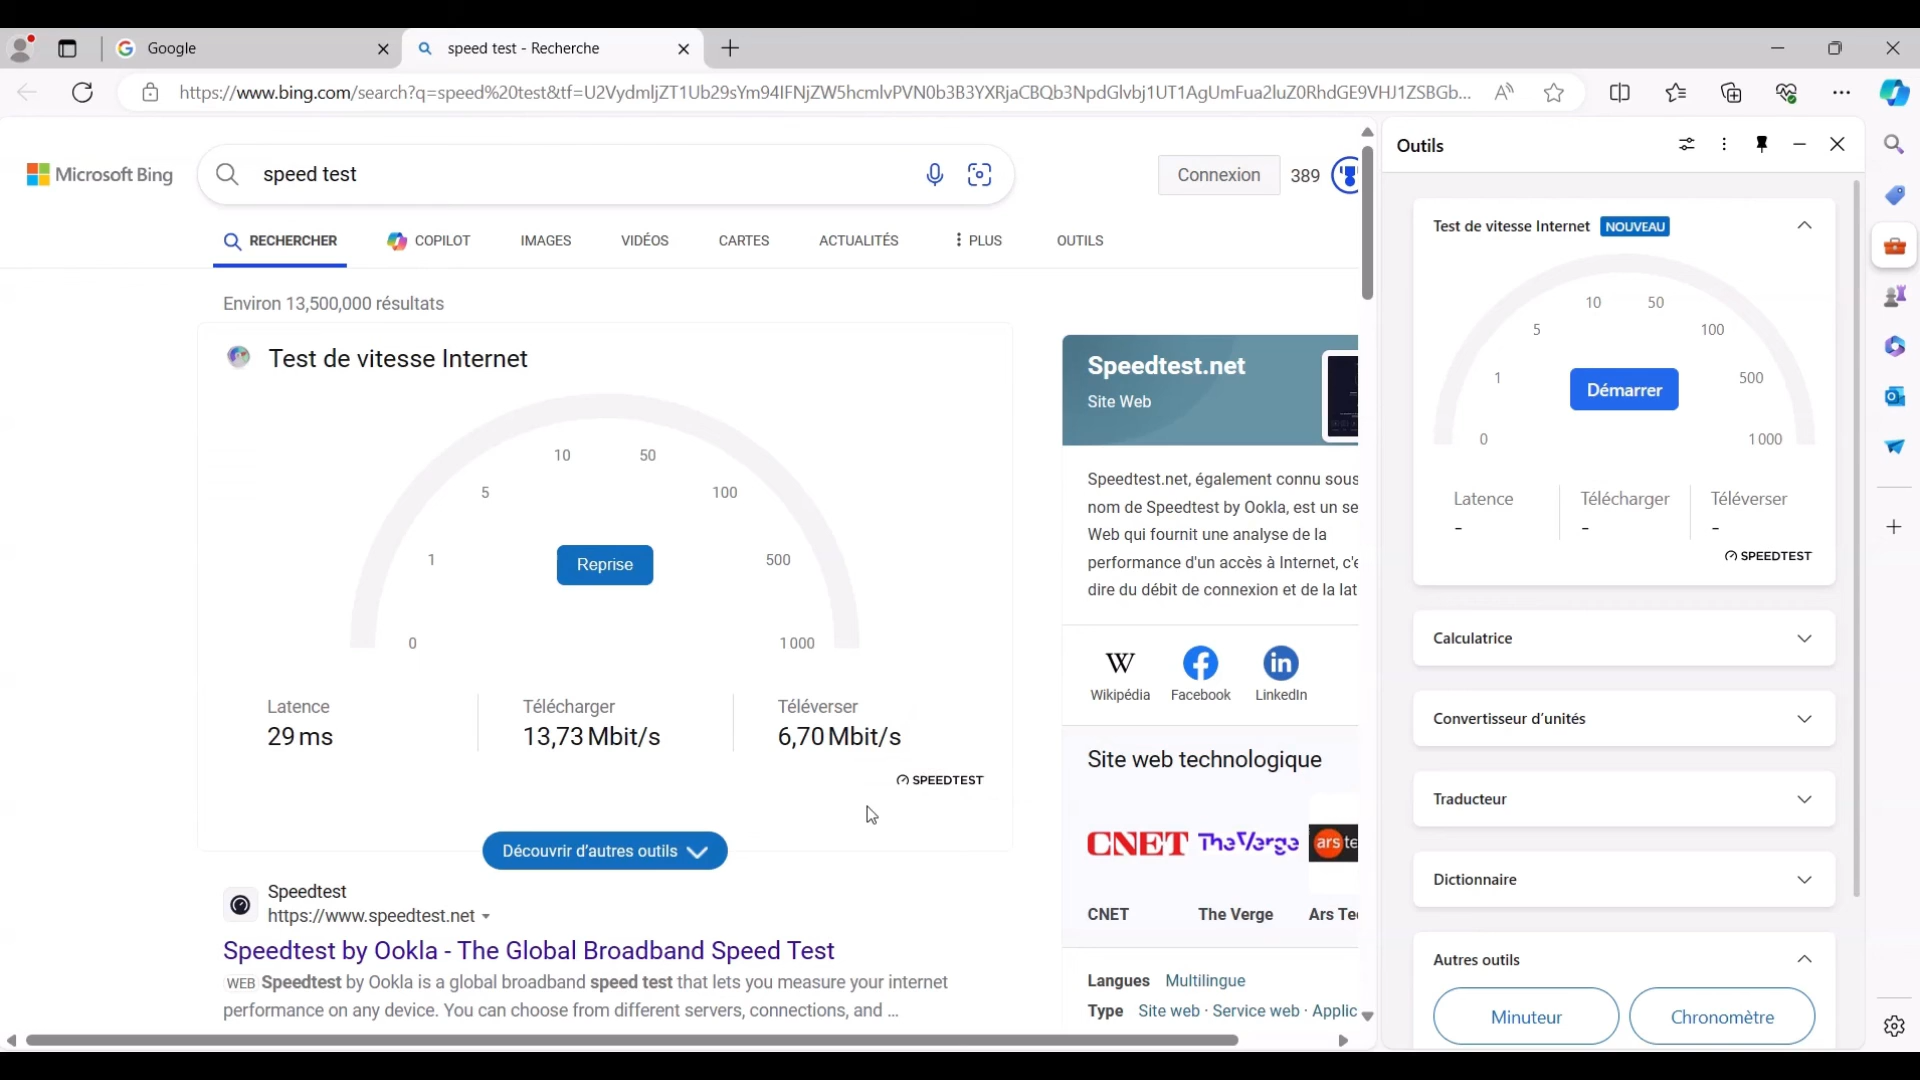 Google
speed test - Recherche
https://www.bing.com/search?q=speed%20test&tf=U2VydmljZT1Ub29sYm94IFNjZW5hcmlvPVN0b3B3YXRjaCBQb3NpdGlvbj1UT1AgUmFua2luZ0RhdGE9VHJ1ZSBGb...
Microsoft Bing
speed test
Connexion
389
RECHERCHER
COPILOT
IMAGES
VIDÉOS
CARTES
ACTUALITÉS
PLUS
OUTILS
Environ 13,500,000 résultats
Test de vitesse Internet
0
1
5
10
50
100
500
1 000
Reprise
Latence
29 ms
Télécharger
13,73 Mbit/s
Téléverser
6,70 Mbit/s
SPEEDTEST
Découvrir d'autres outils
Speedtest
https://www.speedtest.net
Speedtest by Ookla - The Global Broadband Speed Test
WEB Speedtest by Ookla is a global broadband speed test that lets you measure your internet
performance on any device. You can choose from different servers, connections, and ...
Speedtest.net
Site Web
Speedtest.net, également connu sous
nom de Speedtest by Ookla, est un se
Web qui fournit une analyse de la
performance d'un accès à Internet, c'e
dire du débit de connexion et de la lat
W
Wikipédia
Facebook
in
LinkedIn
Site web technologique
CNET
TheVerge
ars te
CNET
The Verge
Ars Te
Langues Multilingue
Type Site web · Service web · Applic
Outils
Test de vitesse Internet NOUVEAU
0
1
5
10
50
100
500
1 000
Démarrer
Latence
-
Télécharger
-
Téléverser
-
SPEEDTEST
Calculatrice
Convertisseur d'unités
Traducteur
Dictionnaire
Autres outils
Minuteur
Chronomètre